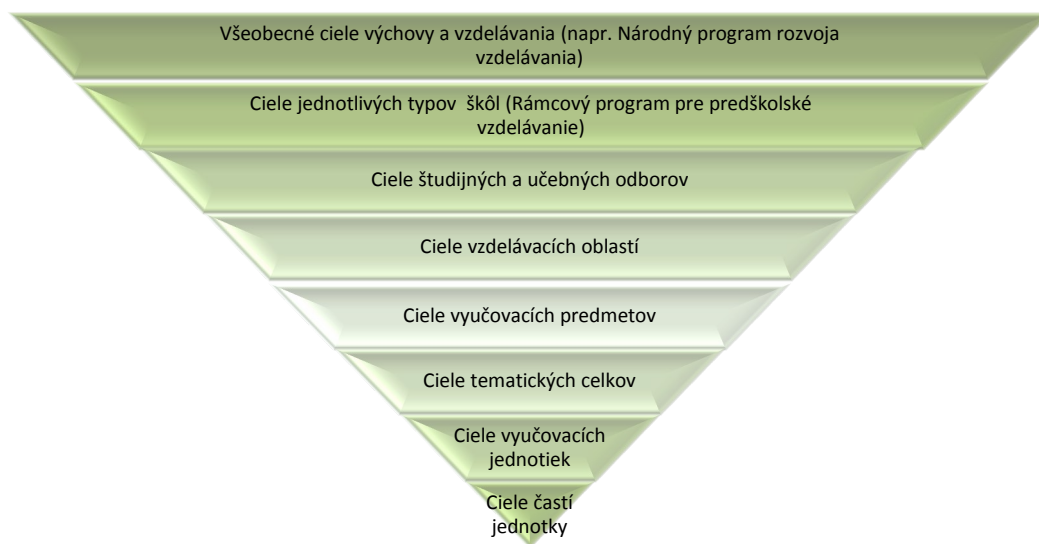 Všeobecné ciele výchovy a vzdelávania (napr. Národný program rozvoja
vzdelávania)
Ciele jednotlivých typov  škôl (Rámcový program pre predškolské
vzdelávanie)
Ciele študijných a učebných odborov
Ciele vzdelávacích oblastí
Ciele vyučovacích predmetov
Ciele tematických celkov
Ciele vyučovacích
jednotiek
Ciele častí
jednotky